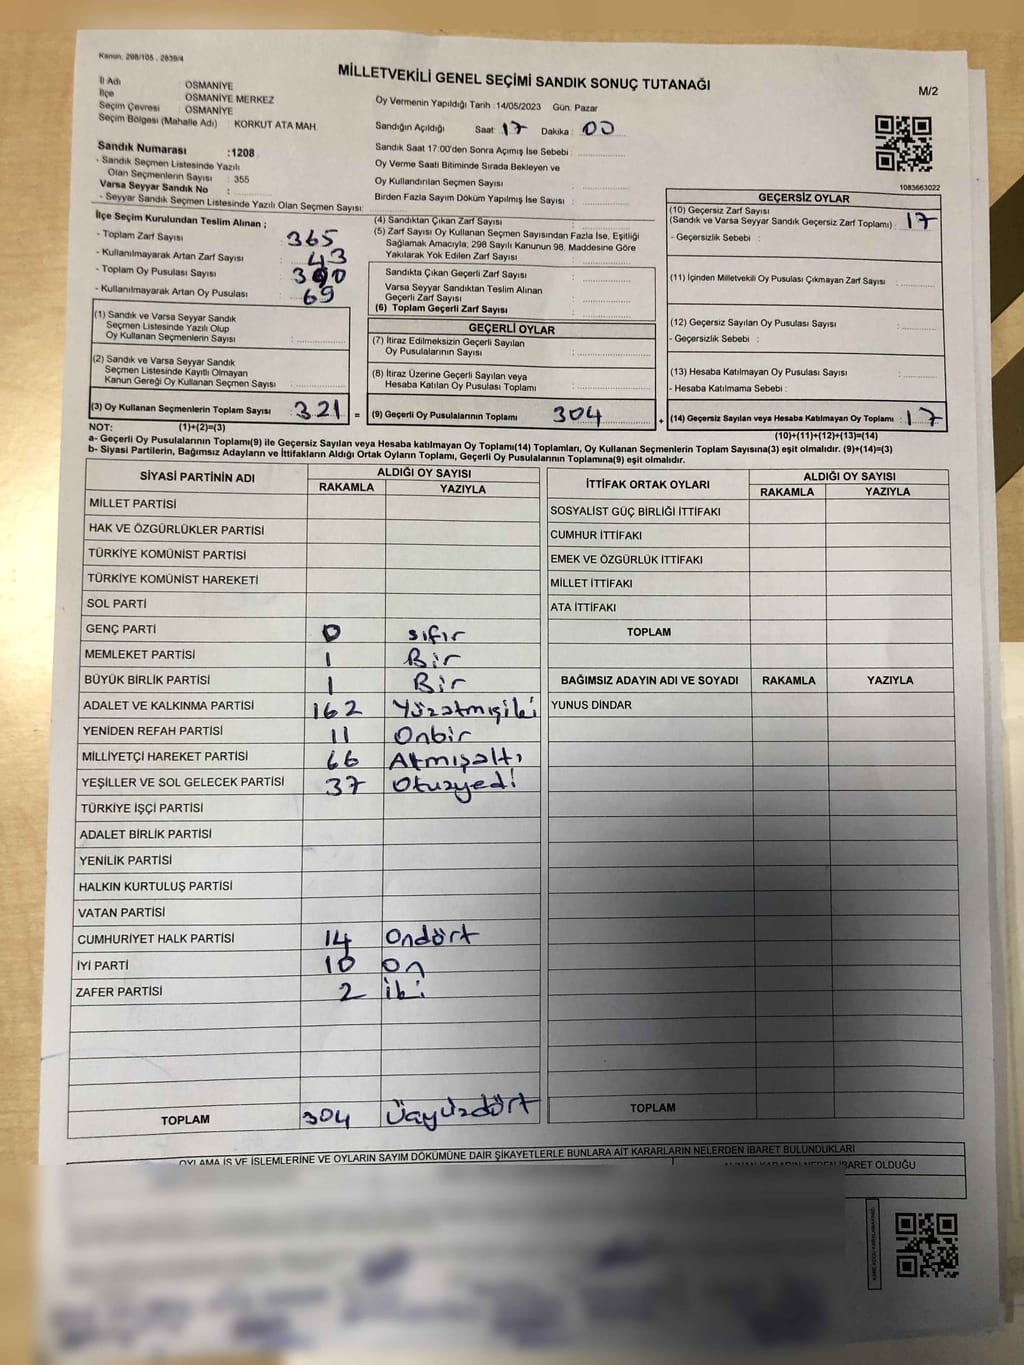 Kanun, 298/105 , 2839/4
MİLLETVEKİLİ GENEL SEÇİMİ SANDIK SONUÇ TUTANAĞI
M/2
İl Adı OSMANİYE
İlçe OSMANİYE MERKEZ
Seçim Çevresi OSMANİYE
Seçim Bölgesi (Mahalle Adı) KORKUT ATA MAH.
Oy Vermenin Yapıldığı Tarih :14/05/2023 Gün: Pazar
Sandığın Açıldığı Saat: 17 Dakika: 00
Sandık Saat 17:00'den Sonra Açımış İse Sebebi :
Oy Verme Saati Bitiminde Sırada Bekleyen ve
Oy Kullandırılan Seçmen Sayısı :
Birden Fazla Sayım Döküm Yapılmış İse Sayısı :
Sandık Numarası :1208
- Sandık Seçmen Listesinde Yazılı
Olan Seçmenlerin Sayısı : 355
Varsa Seyyar Sandık No :
- Seyyar Sandık Seçmen Listesinde Yazılı Olan Seçmen Sayısı:
1083663022
İlçe Seçim Kurulundan Teslim Alınan ;
- Toplam Zarf Sayısı : 365
- Kullanılmayarak Artan Zarf Sayısı : 43
- Toplam Oy Pusulası Sayısı :
- Kullanılmayarak Artan Oy Pusulası : 69
(1) Sandık ve Varsa Seyyar Sandık
Seçmen Listesinde Yazılı Olup
Oy Kullanan Seçmenlerin Sayısı :
(2) Sandık ve Varsa Seyyar Sandık
Seçmen Listesinde Kayıtlı Olmayan
Kanun Gereği Oy Kullanan Seçmen Sayısı :
(3) Oy Kullanan Seçmenlerin Toplam Sayısı : 321 =
(4) Sandıktan Çıkan Zarf Sayısı :
(5) Zarf Sayısı Oy Kullanan Seçmen Sayısından Fazla İse, Eşitliği
Sağlamak Amacıyla; 298 Sayılı Kanunun 98. Maddesine Göre
Yakılarak Yok Edilen Zarf Sayısı :
Sandıkta Çıkan Geçerli Zarf Sayısı :
Varsa Seyyar Sandıktan Teslim Alınan
Geçerli Zarf Sayısı :
(6) Toplam Geçerli Zarf Sayısı :
GEÇERLİ OYLAR
(7) İtiraz Edilmeksizin Geçerli Sayılan
Oy Pusulalarının Sayısı :
(8) İtiraz Üzerine Geçerli Sayılan veya
Hesaba Katılan Oy Pusulası Toplamı :
(9) Geçerli Oy Pusulalarının Toplamı : 304 +
GEÇERSİZ OYLAR
(10) Geçersiz Zarf Sayısı
(Sandık ve Varsa Seyyar Sandık Geçersiz Zarf Toplamı) : 17
- Geçersizlik Sebebi :
(11) İçinden Milletvekili Oy Pusulası Çıkmayan Zarf Sayısı :
(12) Geçersiz Sayılan Oy Pusulası Sayısı :
- Geçersizlik Sebebi :
(13) Hesaba Katılmayan Oy Pusulası Sayısı :
- Hesaba Katılmama Sebebi :
(14) Geçersiz Sayılan veya Hesaba Katılmayan Oy Toplamı : 17
NOT: (1)+(2)=(3) (10)+(11)+(12)+(13)=(14)
a- Geçerli Oy Pusulalarının Toplamı(9) ile Geçersiz Sayılan veya Hesaba katılmayan Oy Toplamı(14) Toplamları, Oy Kullanan Seçmenlerin Toplam Sayısına(3) eşit olmalıdır. (9)+(14)=(3)
b- Siyasi Partilerin, Bağımsız Adayların ve İttifakların Aldığı Ortak Oyların Toplamı, Geçerli Oy Pusulalarının Toplamına(9) eşit olmalıdır.
SİYASİ PARTİNİN ADI ALDIĞI OY SAYISI
RAKAMLA YAZIYLA
MİLLET PARTİSİ
HAK VE ÖZGÜRLÜKLER PARTİSİ
TÜRKİYE KOMÜNİST PARTİSİ
TÜRKİYE KOMÜNİST HAREKETİ
SOL PARTİ
GENÇ PARTİ 0 sıfır
MEMLEKET PARTİSİ 1 Bir
BÜYÜK BİRLİK PARTİSİ 1 Bir
ADALET VE KALKINMA PARTİSİ 162 Yüzatmışiki
YENİDEN REFAH PARTİSİ 11 Onbir
MİLLİYETÇİ HAREKET PARTİSİ 66 Atmışaltı
YEŞİLLER VE SOL GELECEK PARTİSİ 37 Otuzyedi
TÜRKİYE İŞÇİ PARTİSİ
ADALET BİRLİK PARTİSİ
YENİLİK PARTİSİ
HALKIN KURTULUŞ PARTİSİ
VATAN PARTİSİ
CUMHURİYET HALK PARTİSİ 14 Ondört
İYİ PARTİ 10 On
ZAFER PARTİSİ 2 İki
TOPLAM 304 Üçyüzdört
İTTİFAK ORTAK OYLARI ALDIĞI OY SAYISI
RAKAMLA YAZIYLA
SOSYALİST GÜÇ BİRLİĞİ İTTİFAKI
CUMHUR İTTİFAKI
EMEK VE ÖZGÜRLÜK İTTİFAKI
MİLLET İTTİFAKI
ATA İTTİFAKI
TOPLAM
BAĞIMSIZ ADAYIN ADI VE SOYADI RAKAMLA YAZIYLA
YUNUS DİNDAR
TOPLAM
OYLAMA İŞ VE İŞLEMLERİNE VE OYLARIN SAYIM DÖKÜMÜNE DAİR ŞİKAYETLERLE BUNLARA AİT KARARLARIN NELERDEN İBARET BULUNDUKLARI
İBARET OLDUĞU